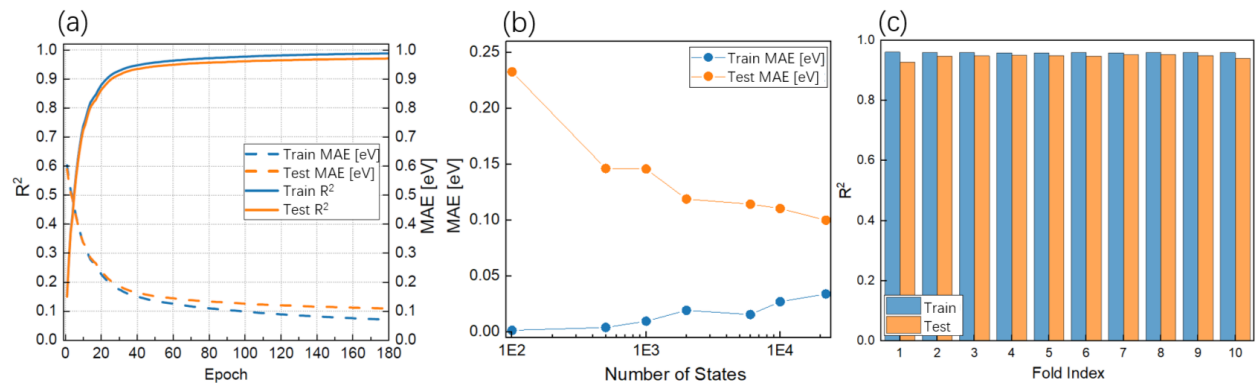 (a)
1.0
0.9
0.8
0.7
0.6
0.5
0.4
0.3
0.2
0.1
0.0
R²
1.0
0.9
0.8
0.7
0.6
0.5
0.4
0.3
0.2
0.1
0.0
MAE [eV]
Train MAE [eV]
Test MAE [eV]
Train R²
Test R²
0 20 40 60 80 100 120 140 160 180
Epoch
(b)
0.25
0.20
0.15
0.10
0.05
0.00
MAE [eV]
Train MAE [eV]
Test MAE [eV]
1E2 1E3 1E4
Number of States
(c)
1.0
0.8
0.6
0.4
0.2
0.0
R²
Train
Test
1 2 3 4 5 6 7 8 9 10
Fold Index